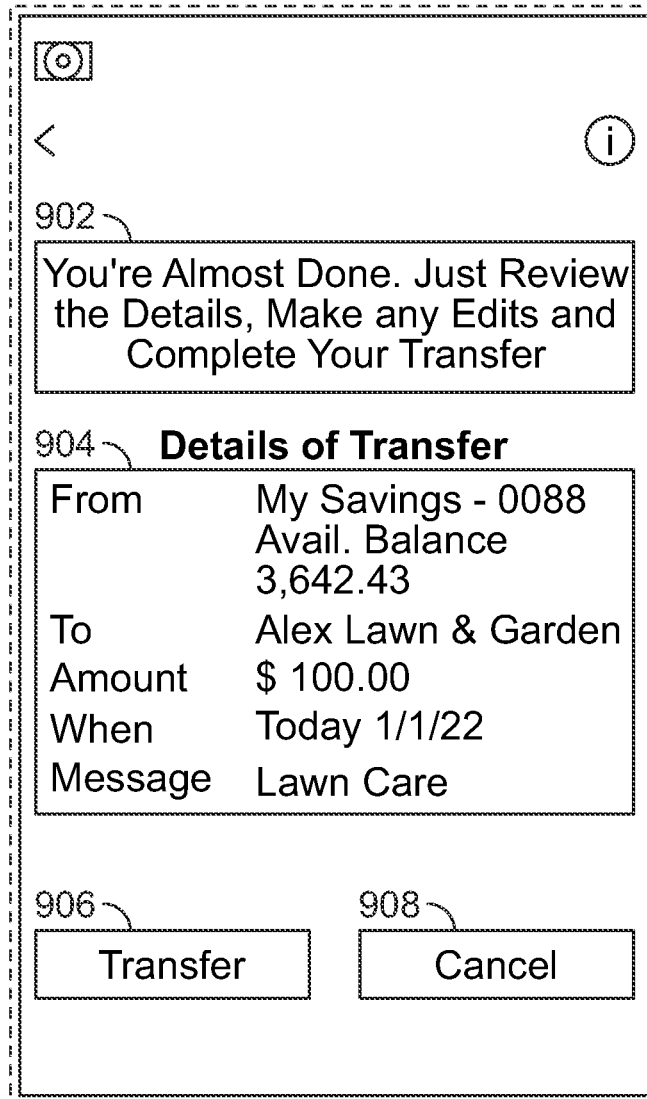 <
i
902
You're Almost Done. Just Review
the Details, Make any Edits and
Complete Your Transfer
904 Details of Transfer
From My Savings - 0088
Avail. Balance
3,642.43
To Alex Lawn & Garden
Amount $ 100.00
When Today 1/1/22
Message Lawn Care
906 908
Transfer Cancel